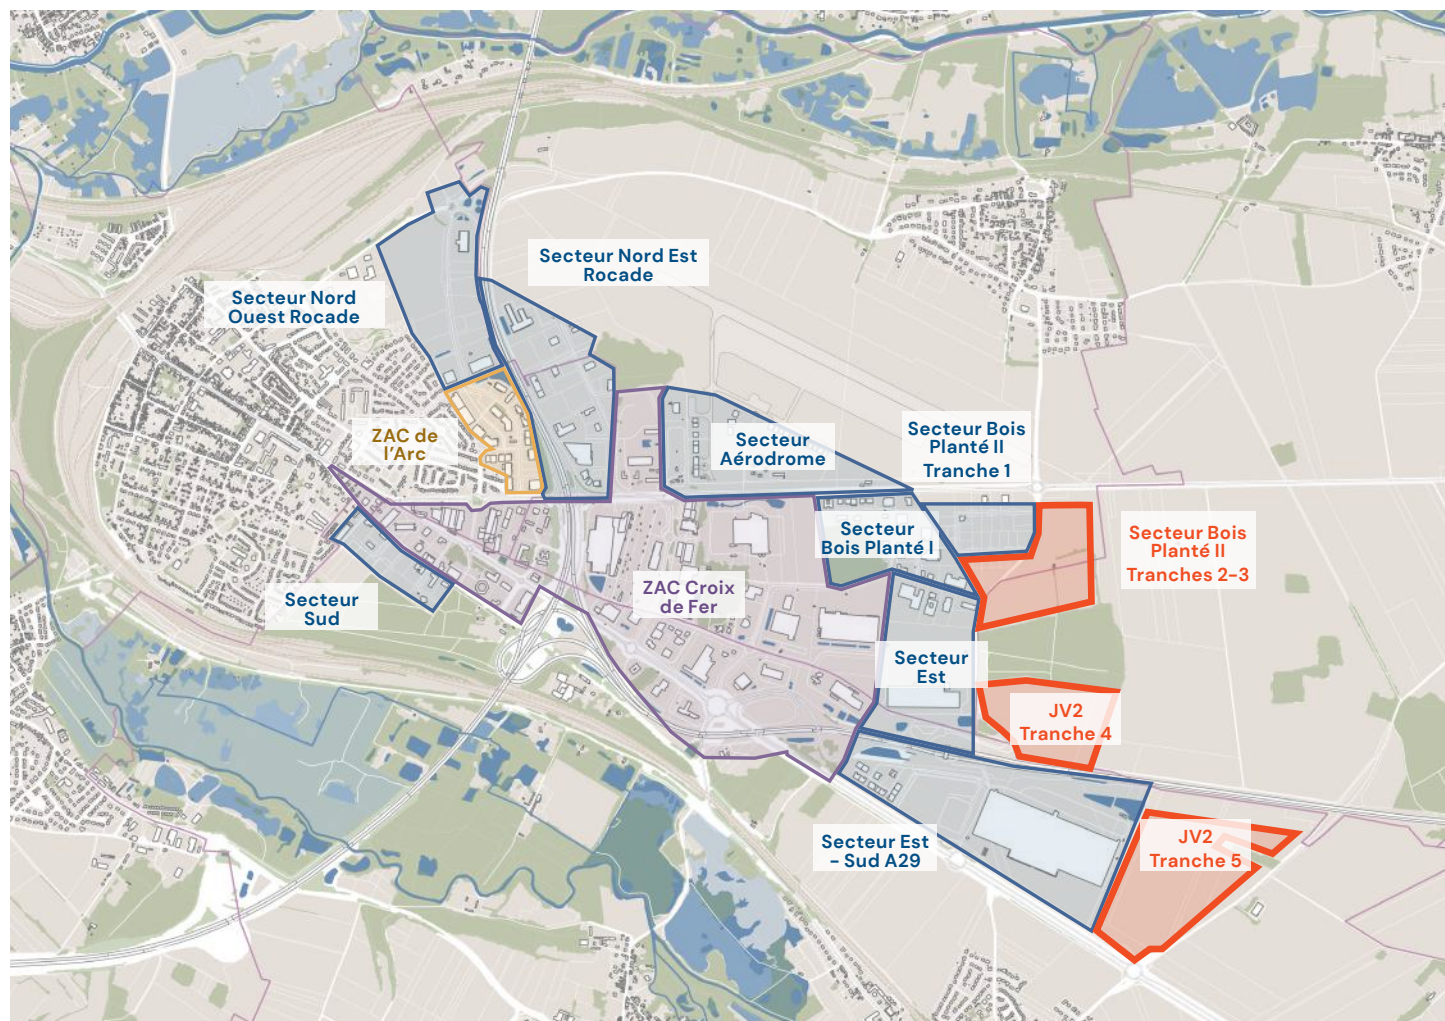 Secteur Nord Est
Rocade
Secteur Nord
Ouest Rocade
ZAC de
l’Arc
Secteur
Aérodrome
Secteur Bois
Planté II
Tranche 1
Secteur
Bois Planté I
Secteur Bois
Planté II
Tranches 2-3
ZAC Croix
de Fer
Secteur
Sud
Secteur
Est
JV2
Tranche 4
Secteur Est
- Sud A29
JV2
Tranche 5